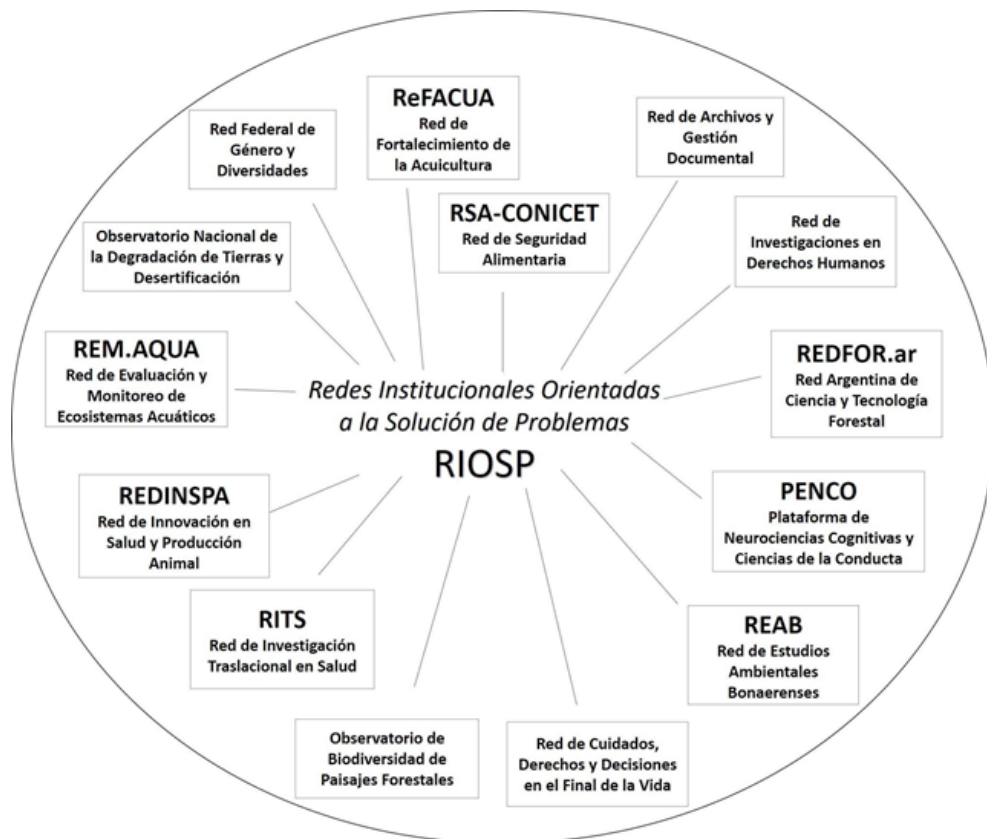 ReFACUA
Red de
Fortalecimiento de
la Acuicultura
Red Federal de
Género y
Diversidades
Red de Archivos y
Gestión
Documental
RSA-CONICET
Red de Seguridad
Alimentaria
Red de
Investigaciones en
Derechos Humanos
Observatorio Nacional de
la Degradación de Tierras y
Desertificación
REM.AQUA
Red de Evaluación y
Monitoreo de
Ecosistemas Acuáticos
REDFOR.ar
Red Argentina de
Ciencia y Tecnología
Forestal
Redes Institucionales Orientadas
a la Solución de Problemas
RIOSP
REDINSPA
Red de Innovación en
Salud y Producción
Animal
PENCO
Plataforma de
Neurociencias Cognitivas y
Ciencias de la Conducta
RITS
Red de Investigación
Traslacional en Salud
REAB
Red de Estudios
Ambientales
Bonaerenses
Observatorio de
Biodiversidad de
Paisajes Forestales
Red de Cuidados,
Derechos y Decisiones
en el Final de la Vida